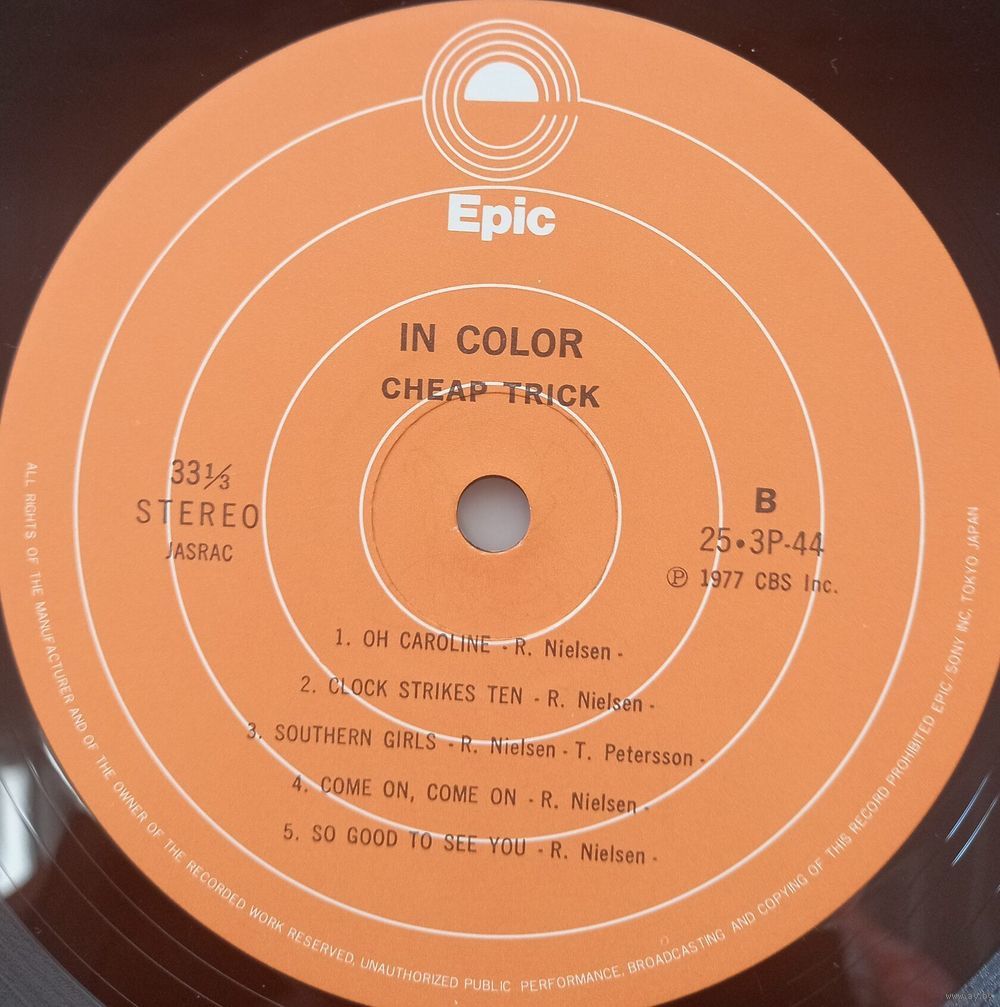 Epic
IN COLOR
CHEAP TRICK
33⅓
STEREO
JASRAC
B
25•3P-44
Ⓟ 1977 CBS Inc.
1. OH CAROLINE - R. Nielsen -
2. CLOCK STRIKES TEN - R. Nielsen -
3. SOUTHERN GIRLS - R. Nielsen - T. Petersson -
4. COME ON, COME ON - R. Nielsen -
5. SO GOOD TO SEE YOU - R. Nielsen -
ALL RIGHTS OF THE MANUFACTURER AND OF THE OWNER OF THE RECORDED WORK RESERVED, UNAUTHORIZED PUBLIC PERFORMANCE, BROADCASTING AND COPYING OF THIS RECORD PROHIBITED EPIC/SONY INC. TOKYO JAPAN